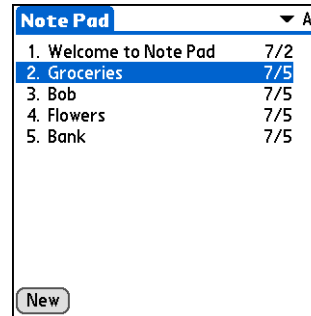 Note Pad A
1. Welcome to Note Pad 7/2
2. Groceries 7/5
3. Bob 7/5
4. Flowers 7/5
5. Bank 7/5
New